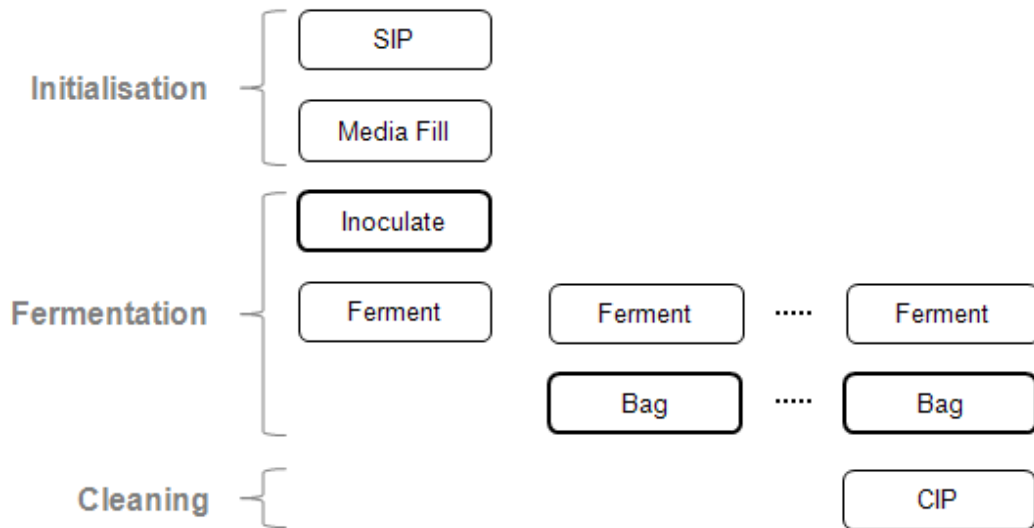 SIP
Initialisation
Media Fill
Inoculate
Fermentation
Ferment
Ferment
.....
Ferment
Bag
.....
Bag
Cleaning
CIP